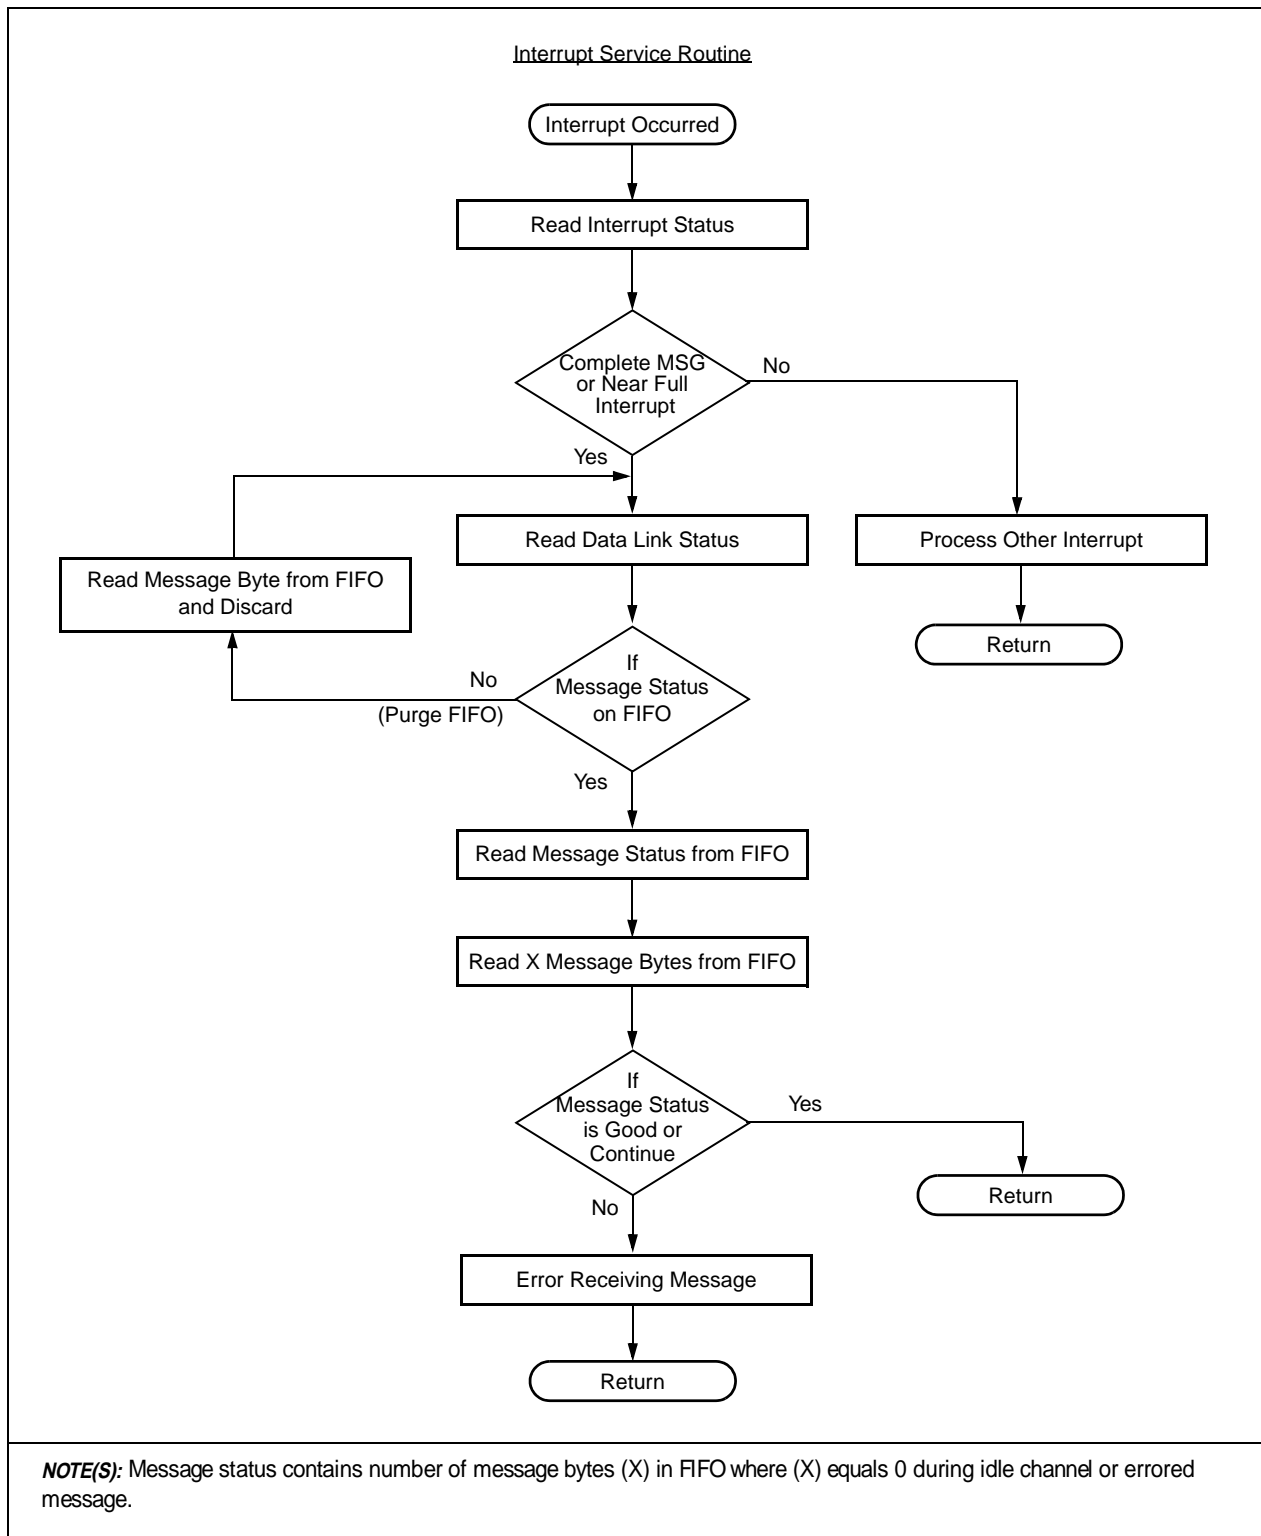 Interrupt Service Routine
Interrupt Occurred
Read Interrupt Status
Complete MSG
or Near Full
Interrupt
No
Yes
Read Data Link Status
Process Other Interrupt
Read Message Byte from FIFO
and Discard
Return
If
Message Status
on FIFO
No
(Purge FIFO)
Yes
Read Message Status from FIFO
Read X Message Bytes from FIFO
If
Message Status
is Good or
Continue
Yes
Return
No
Error Receiving Message
Return
NOTE(S): Message status contains number of message bytes (X) in FIFO where (X) equals 0 during idle channel or errored
message.